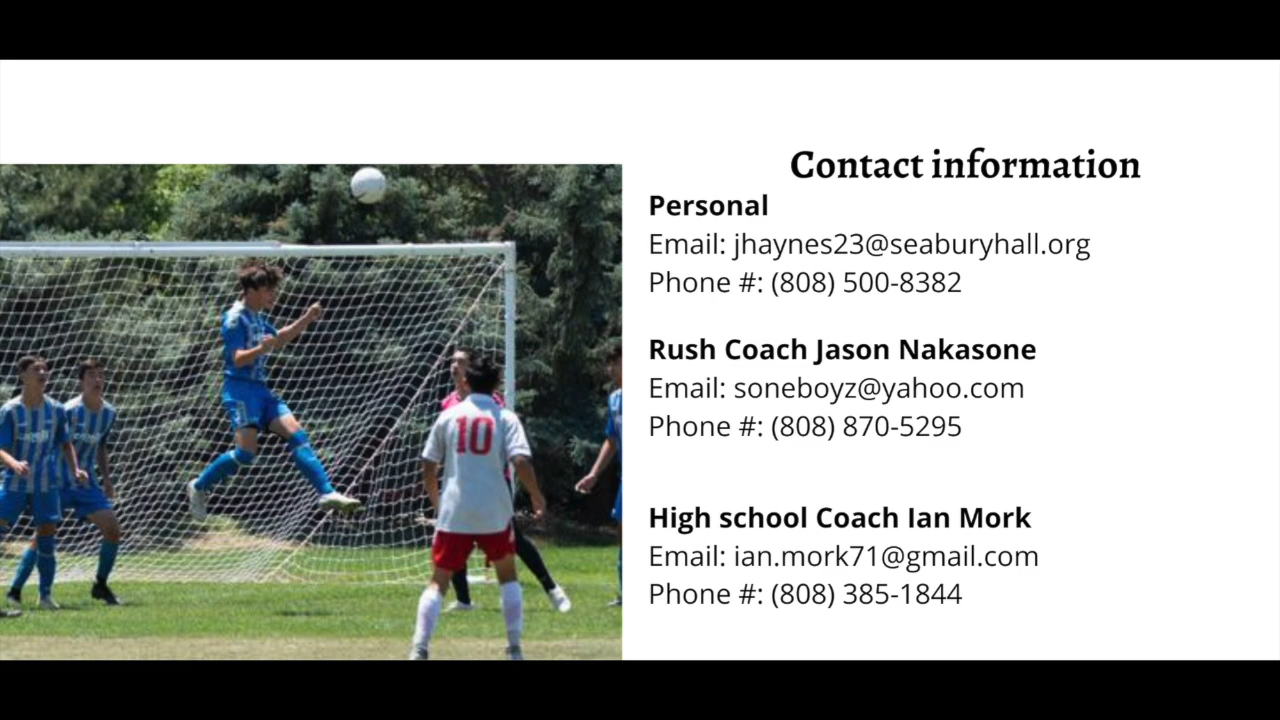 Contact information
Personal
Email: jhaynes23@seaburyhall.org
Phone #: (808) 500-8382
Rush Coach Jason Nakasone
Email: soneboyz@yahoo.com
Phone #: (808) 870-5295
High school Coach Ian Mork
Email: ian.mork71@gmail.com
Phone #: (808) 385-1844
10